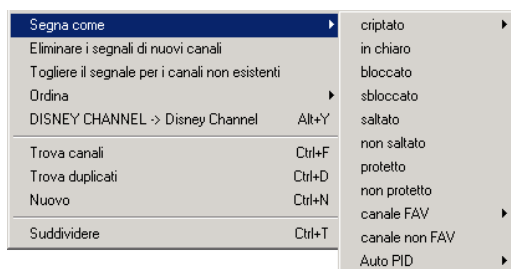 Segna come
Eliminare i segnali di nuovi canali
Togliere il segnale per i canali non esistenti
Ordina
DISNEY CHANNEL -> Disney Channel Alt+Y
Trova canali Ctrl+F
Trova duplicati Ctrl+D
Nuovo Ctrl+N
Suddividere Ctrl+T
criptato
in chiaro
bloccato
sbloccato
saltato
non saltato
protetto
non protetto
canale FAV
canale non FAV
Auto PID